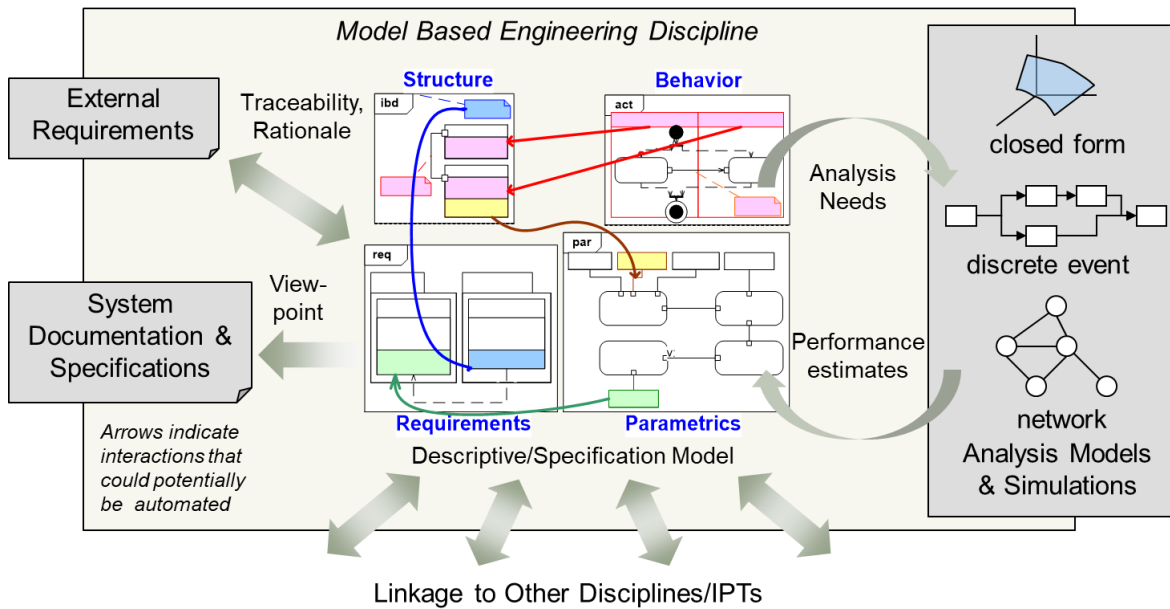 Model Based Engineering Discipline
External
Requirements
Traceability,
Rationale
Structure
ibd
Behavior
act
Analysis
Needs
closed form
discrete event
System
Documentation &
Specifications
View-
point
req
par
Performance
estimates
network
Analysis Models
& Simulations
Requirements
Parametrics
Descriptive/Specification Model
Arrows indicate
interactions that
could potentially
be automated
Linkage to Other Disciplines/IPTs